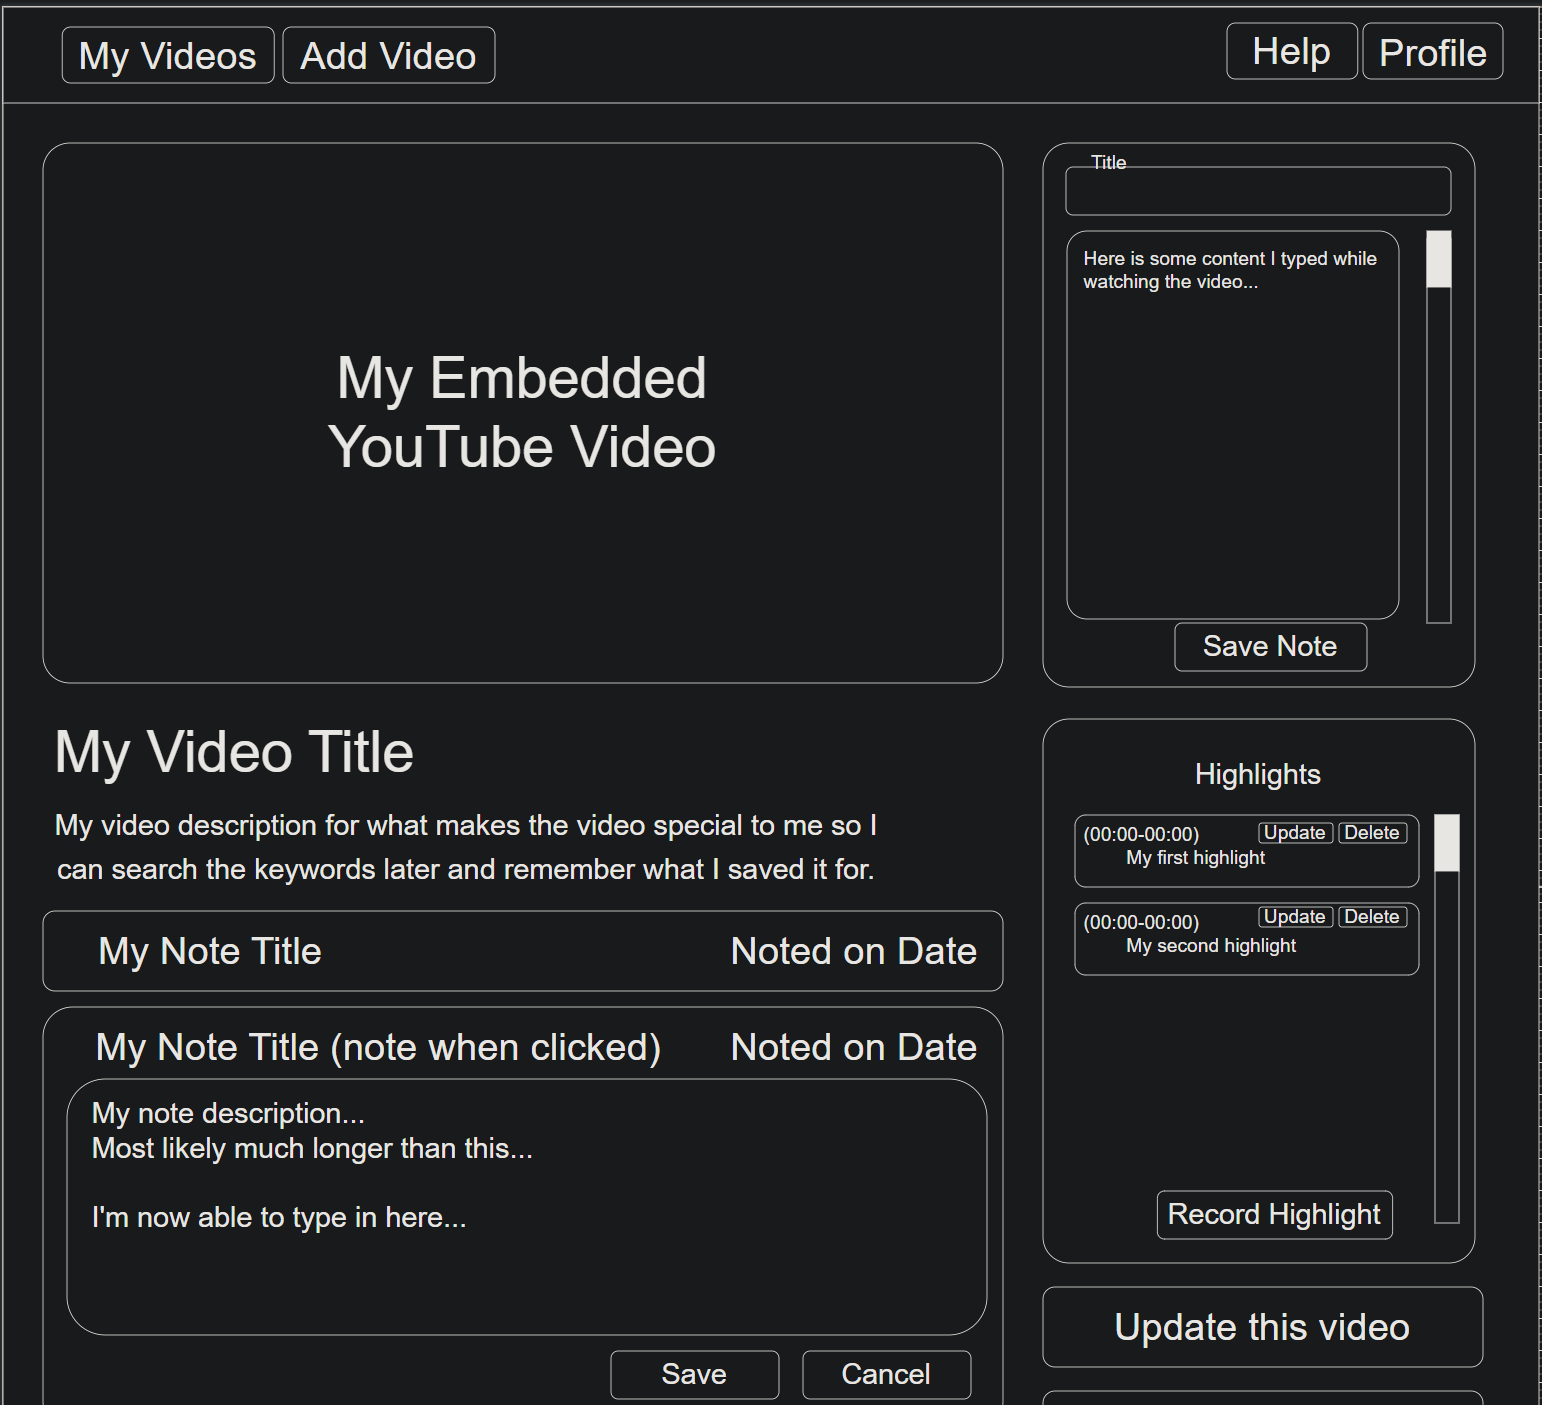 My Videos
Add Video
Help
Profile
My Embedded
YouTube Video
Title
Here is some content I typed while
watching the video...
Save Note
My Video Title
My video description for what makes the video special to me so I
can search the keywords later and remember what I saved it for.
My Note Title
Noted on Date
My Note Title (note when clicked)
Noted on Date
My note description...
Most likely much longer than this...
I'm now able to type in here...
Save
Cancel
Highlights
(00:00-00:00)
Update
Delete
My first highlight
(00:00-00:00)
Update
Delete
My second highlight
Record Highlight
Update this video